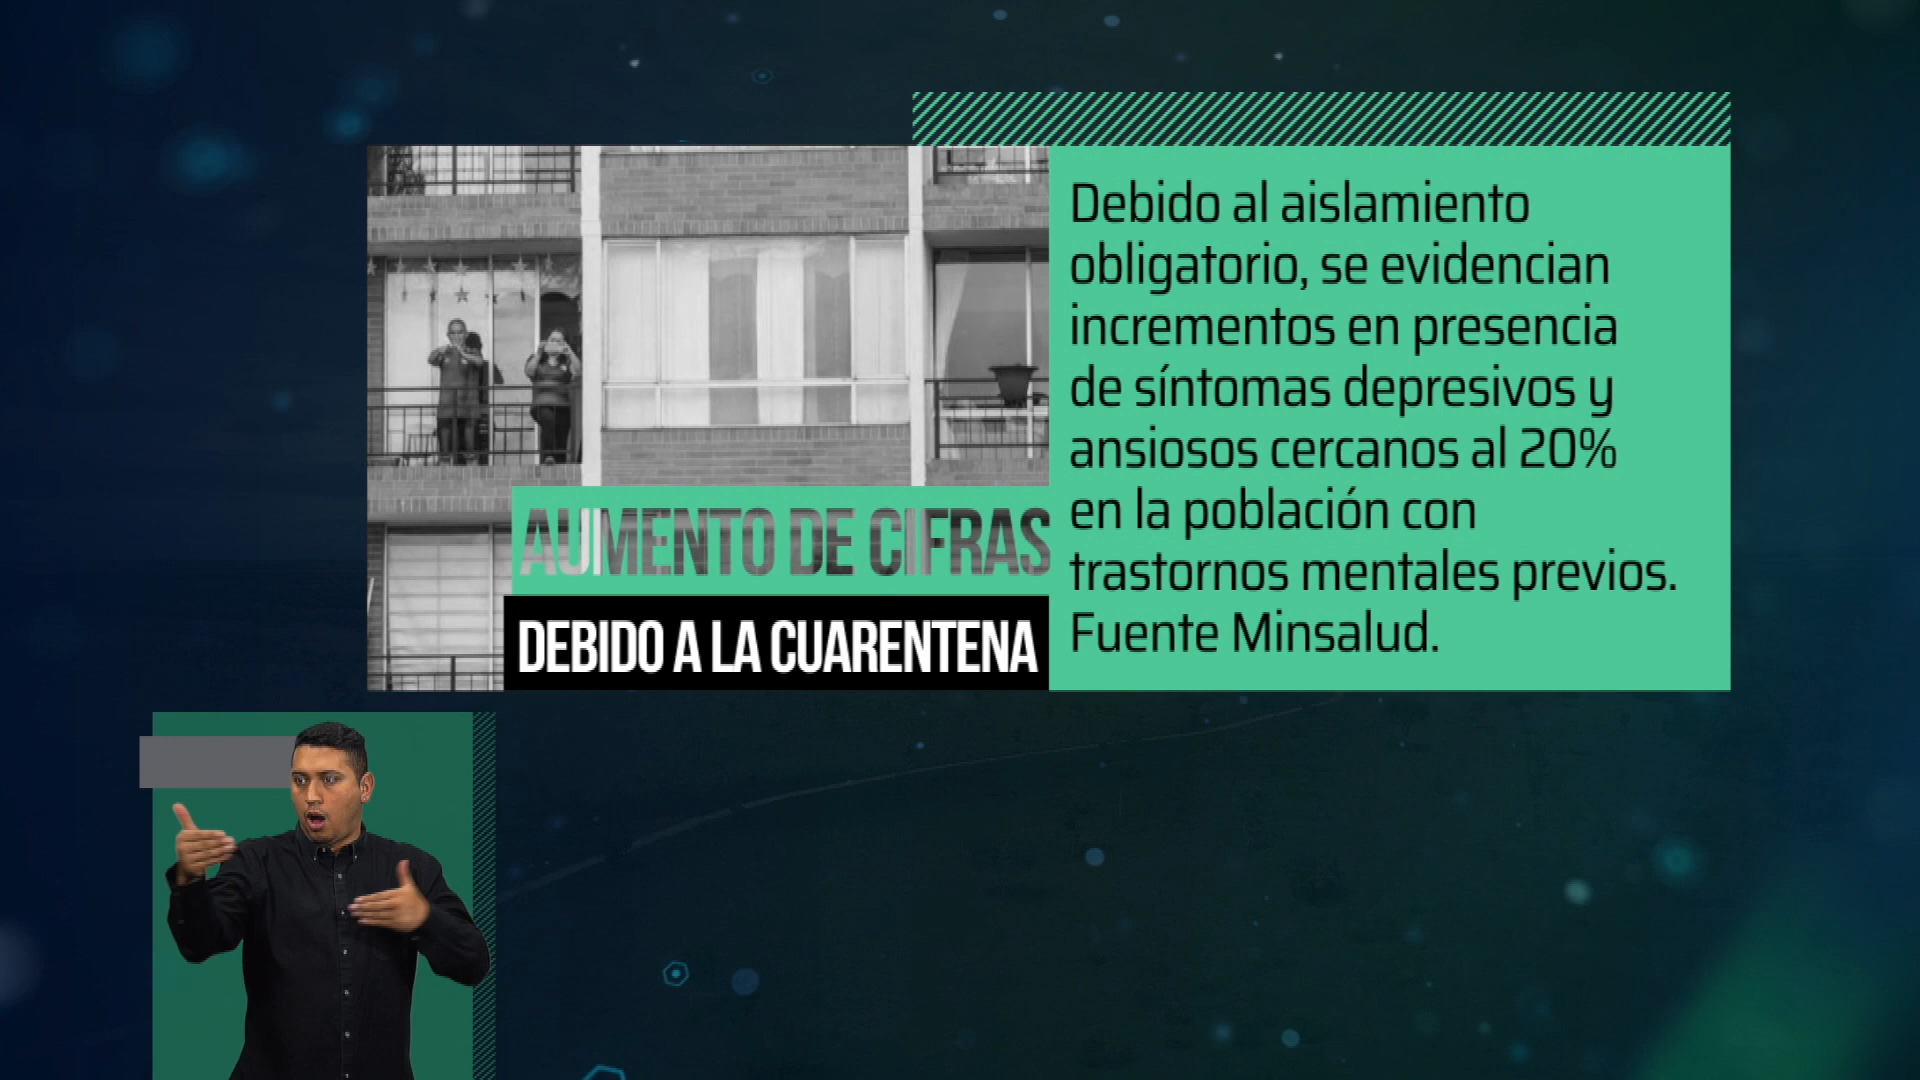 AUMENTO DE CIFRAS
DEBIDO A LA CUARENTENA
Debido al aislamiento
obligatorio, se evidencian
incrementos en presencia
de síntomas depresivos y
ansiosos cercanos al 20%
en la población con
trastornos mentales previos.
Fuente Minsalud.